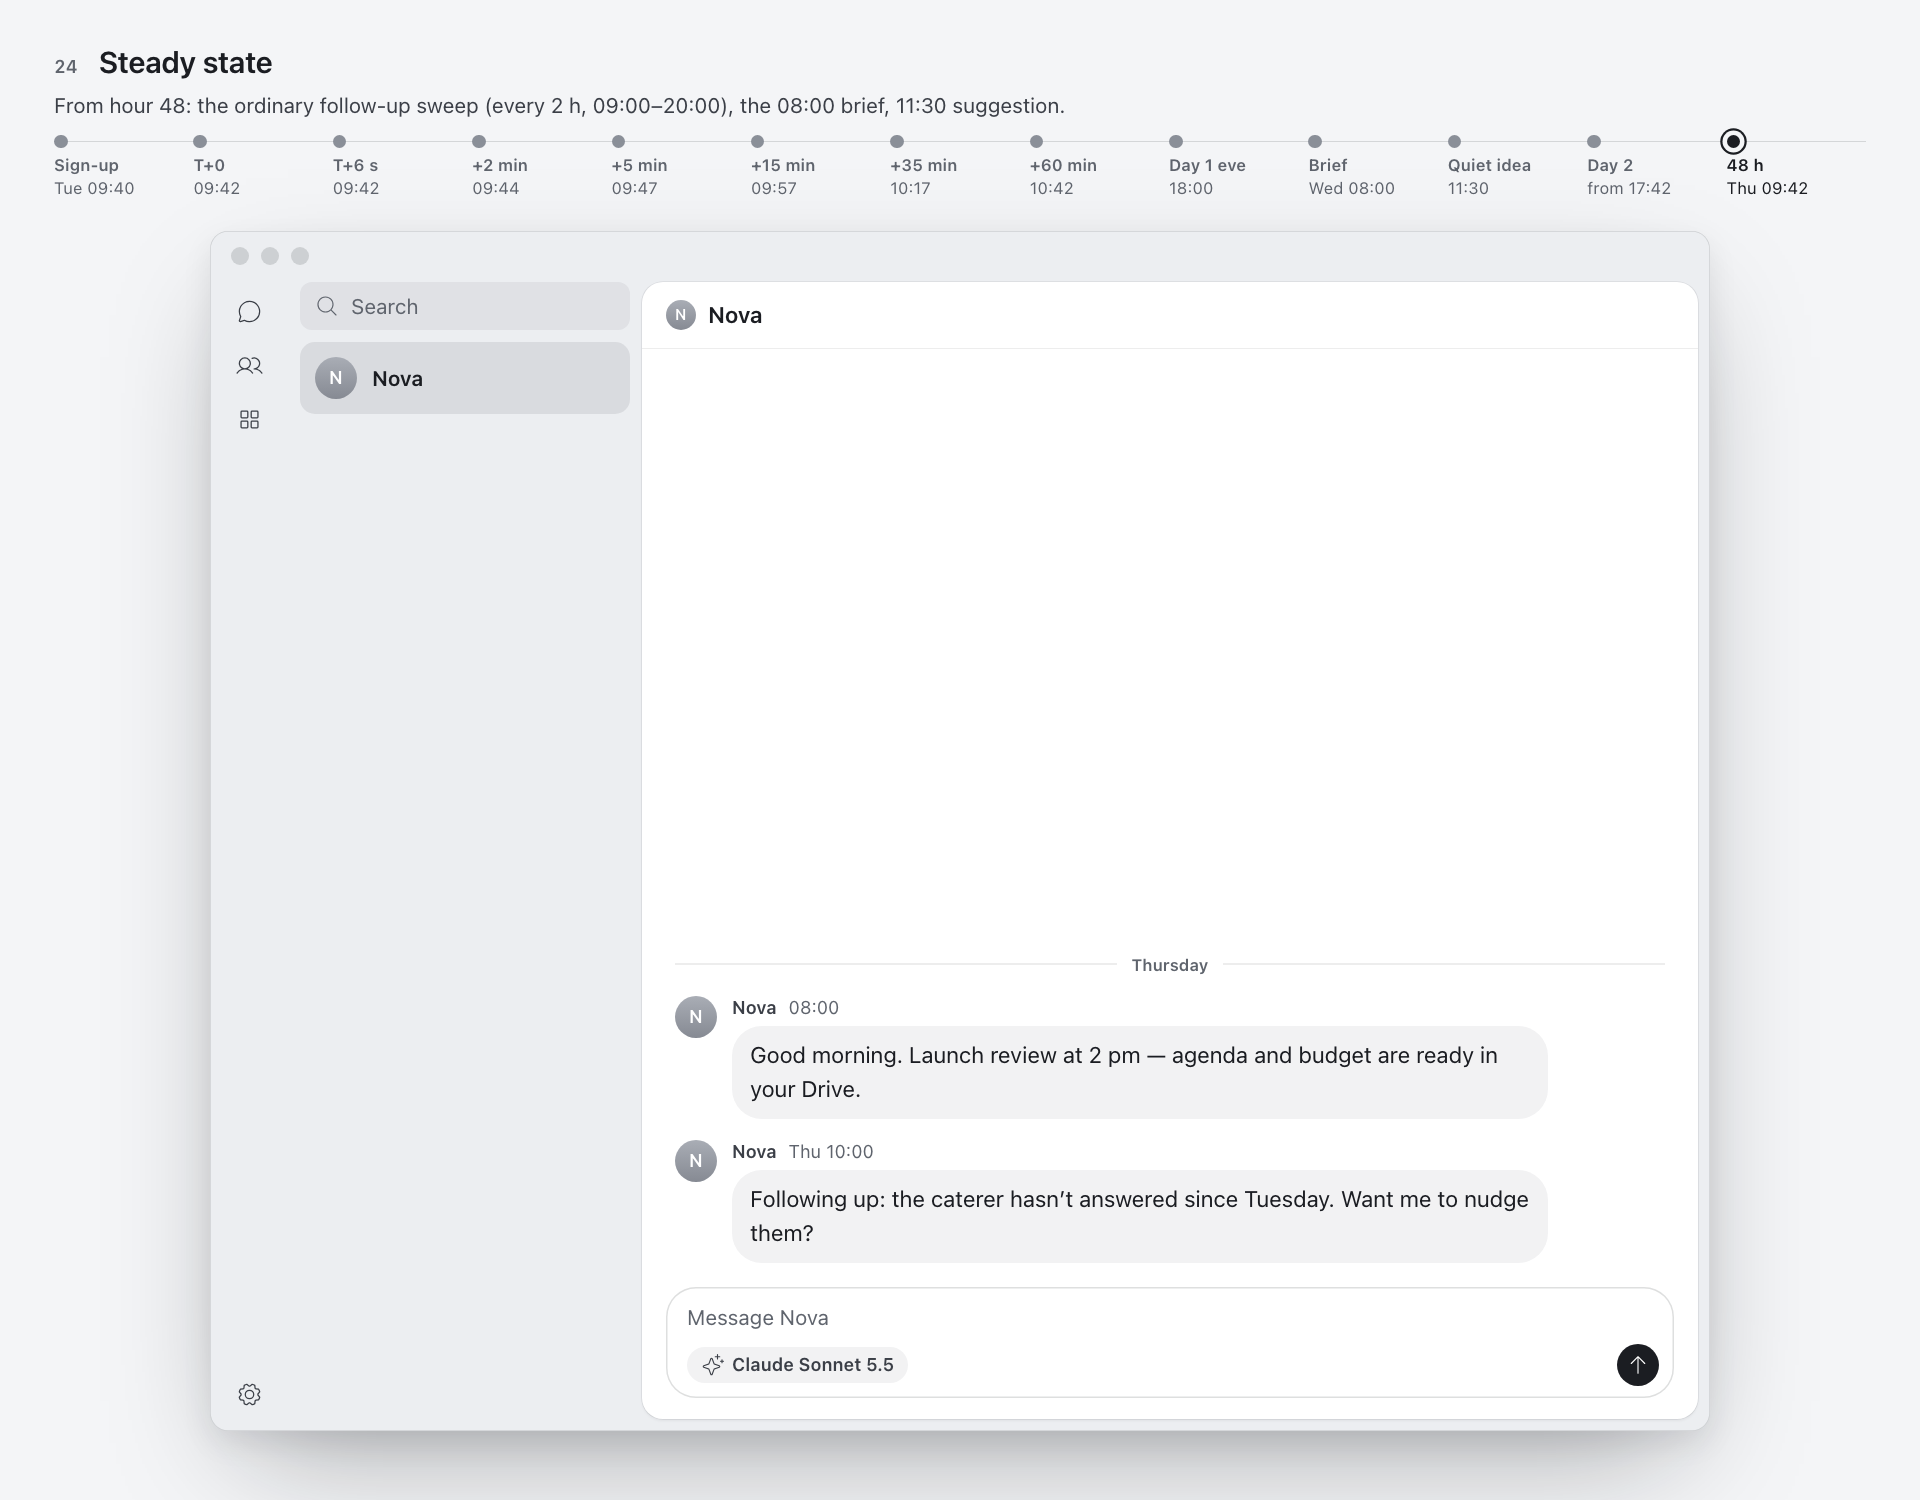 24 Steady state
From hour 48: the ordinary follow-up sweep (every 2 h, 09:00–20:00), the 08:00 brief, 11:30 suggestion.
Sign-up T+0 T+6 s +2 min +5 min +15 min +35 min +60 min Day 1 eve Brief Quiet idea Day 2 48 h
Tue 09:40 09:42 09:42 09:44 09:47 09:57 10:17 10:42 18:00 Wed 08:00 11:30 from 17:42 Thu 09:42
Search
N Nova
N Nova
Thursday
N Nova 08:00
Good morning. Launch review at 2 pm — agenda and budget are ready in
your Drive.
N Nova Thu 10:00
Following up: the caterer hasn’t answered since Tuesday. Want me to nudge
them?
Message Nova
Claude Sonnet 5.5